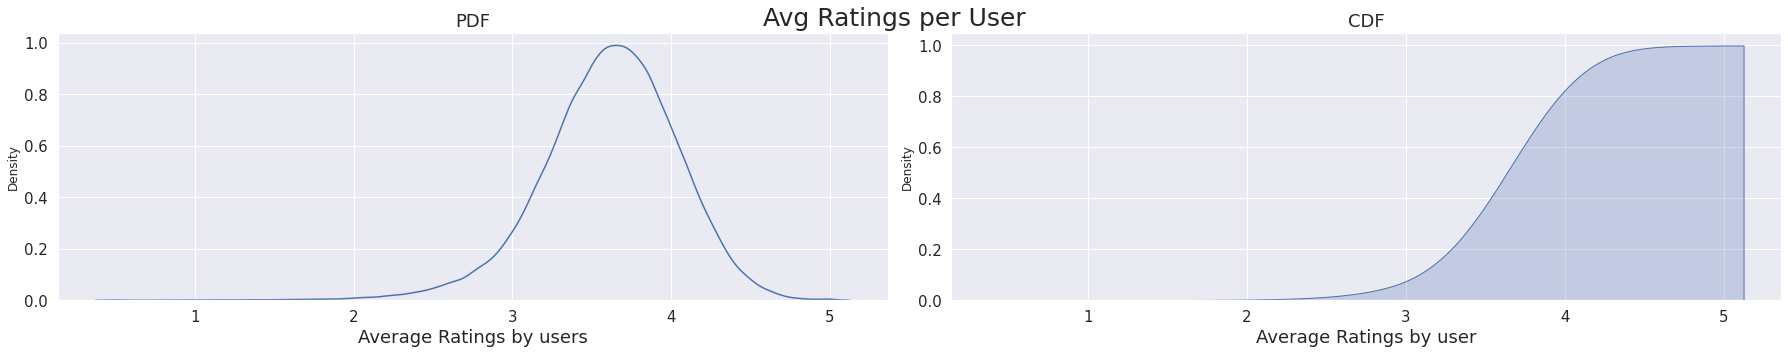 Avg Ratings per User
PDF
1.0
0.8
0.6
0.4
0.2
0.0
Density
1 2 3 4 5
Average Ratings by users
CDF
1.0
0.8
0.6
0.4
0.2
0.0
Density
1 2 3 4 5
Average Ratings by user